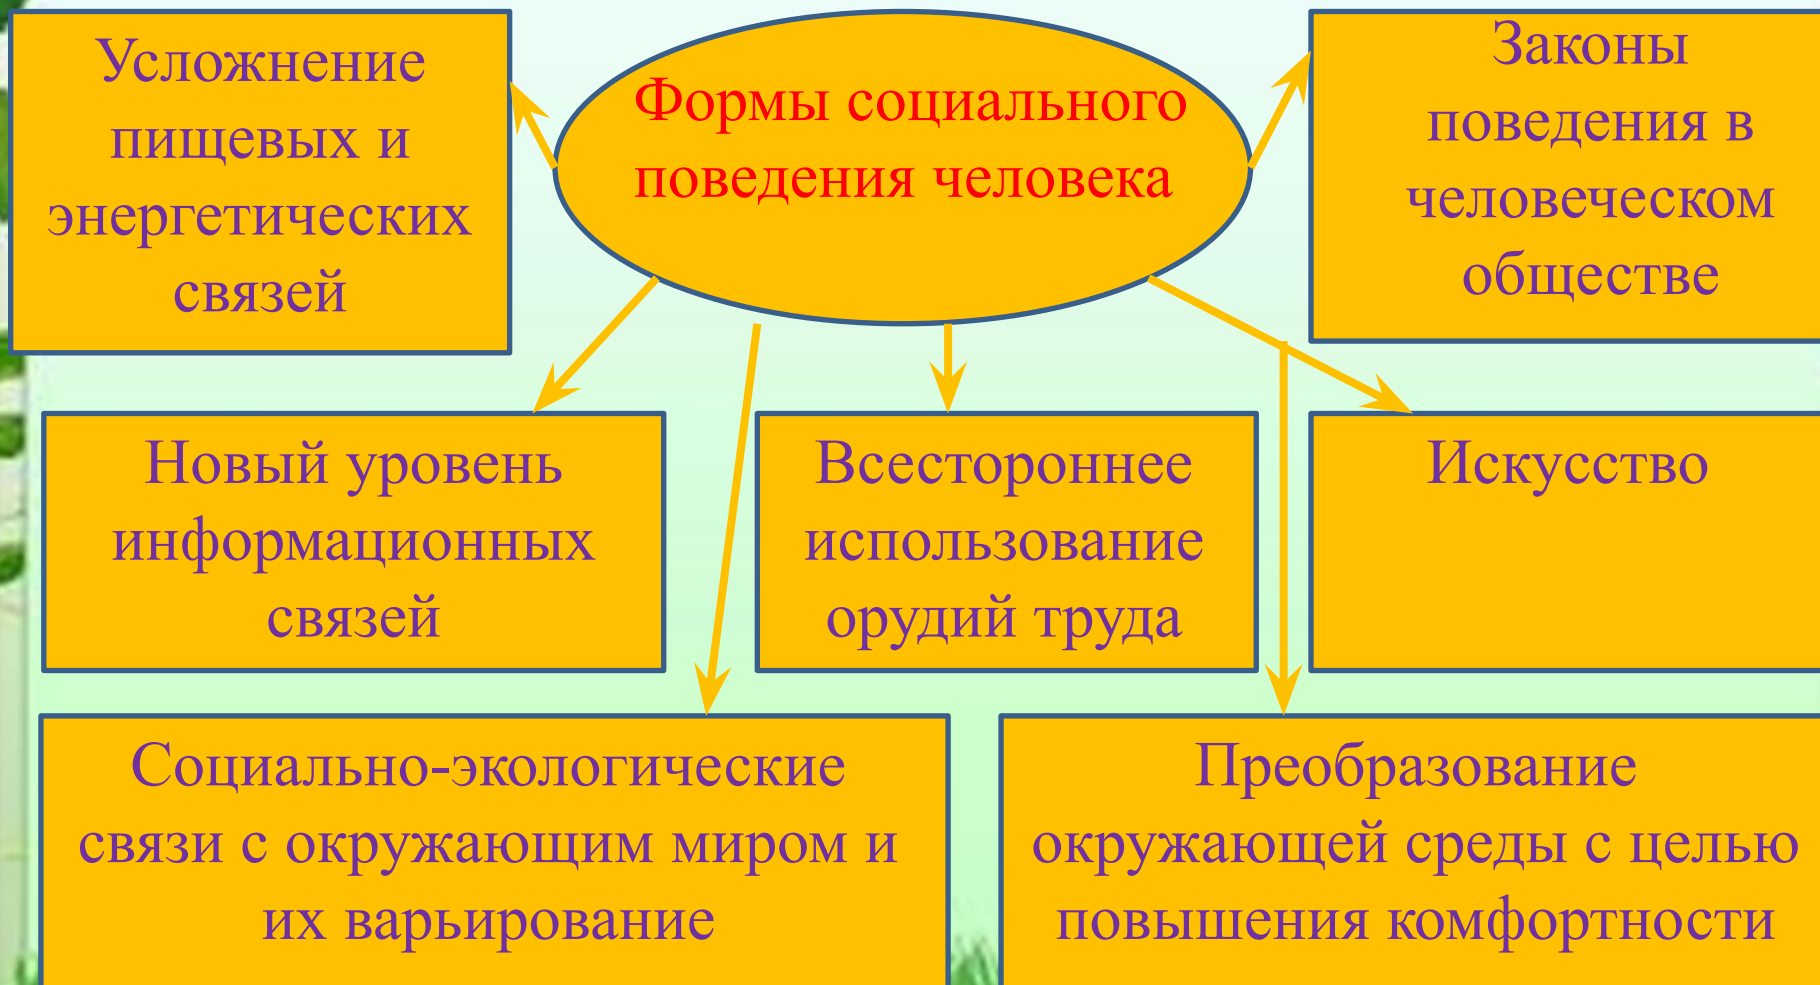 Усложнение
пищевых и
энергетических
связей
Формы социального
поведения человека
Законы
поведения в
человеческом
обществе
Новый уровень
информационных
связей
Всестороннее
использование
орудий труда
Искусство
Социально-экологические
связи с окружающим миром и
их варьирование
Преобразование
окружающей среды с целью
повышения комфортности